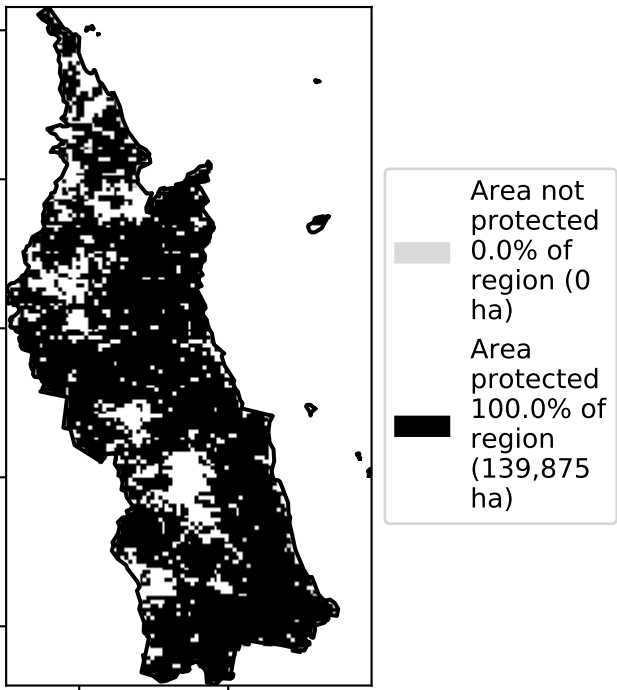 Area not
protected
0.0% of
region (0
ha)
Area
protected
100.0% of
region
(139,875
ha)